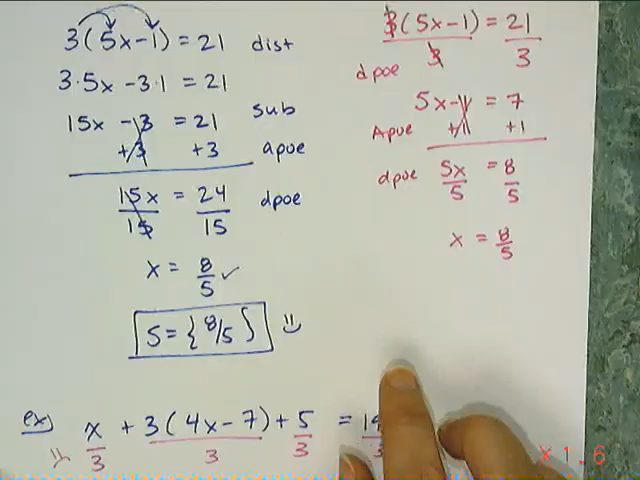 3(5x-1) = 21 dist
3·5x - 3·1 = 21
15x - 3 = 21 sub
+3 +3 apoe
15x/15 = 24/15 dpoe
x = 8/5 ✓
S = {8/5}
3(5x-1)/3 = 21/3
dpoe
5x-1 = 7
Apoe +1 +1
dpoe 5x/5 = 8/5
x = 8/5
ex) x/3 + 3(4x-7)/3 + 5/3 =
x1.6